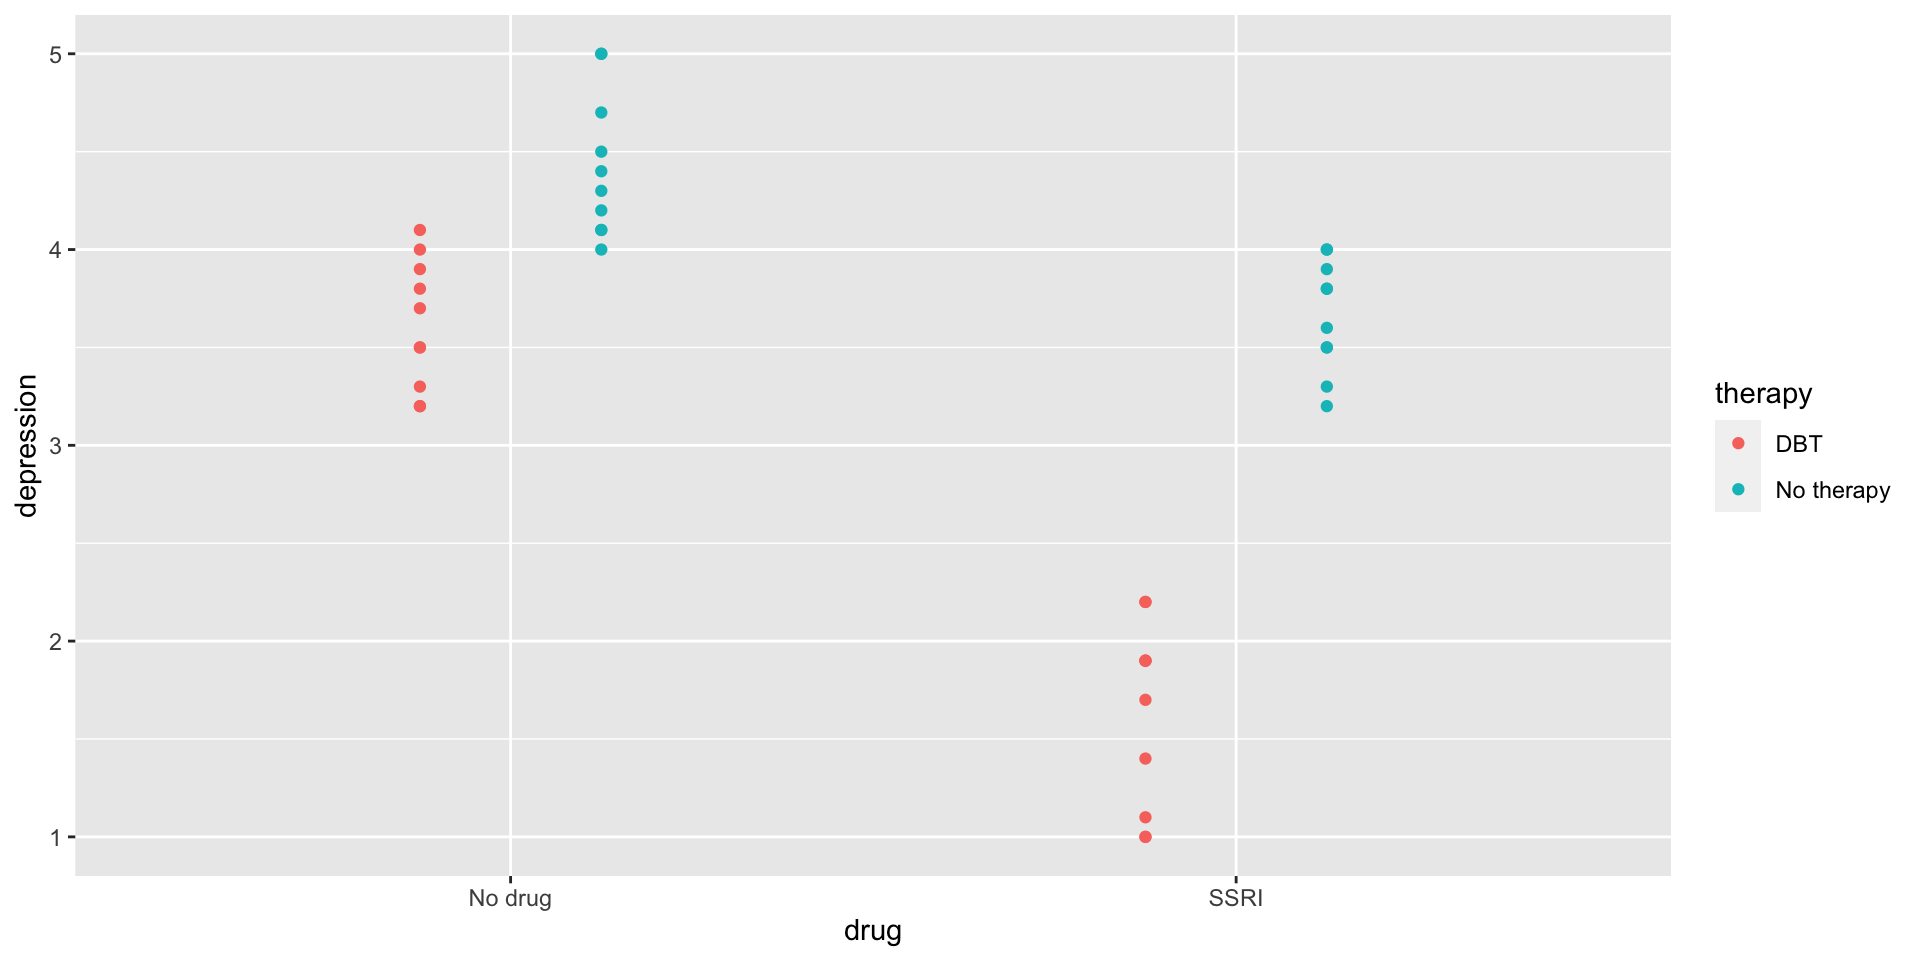 5
4
3
2
1
depression
No drug
SSRI
drug
therapy
DBT
No therapy